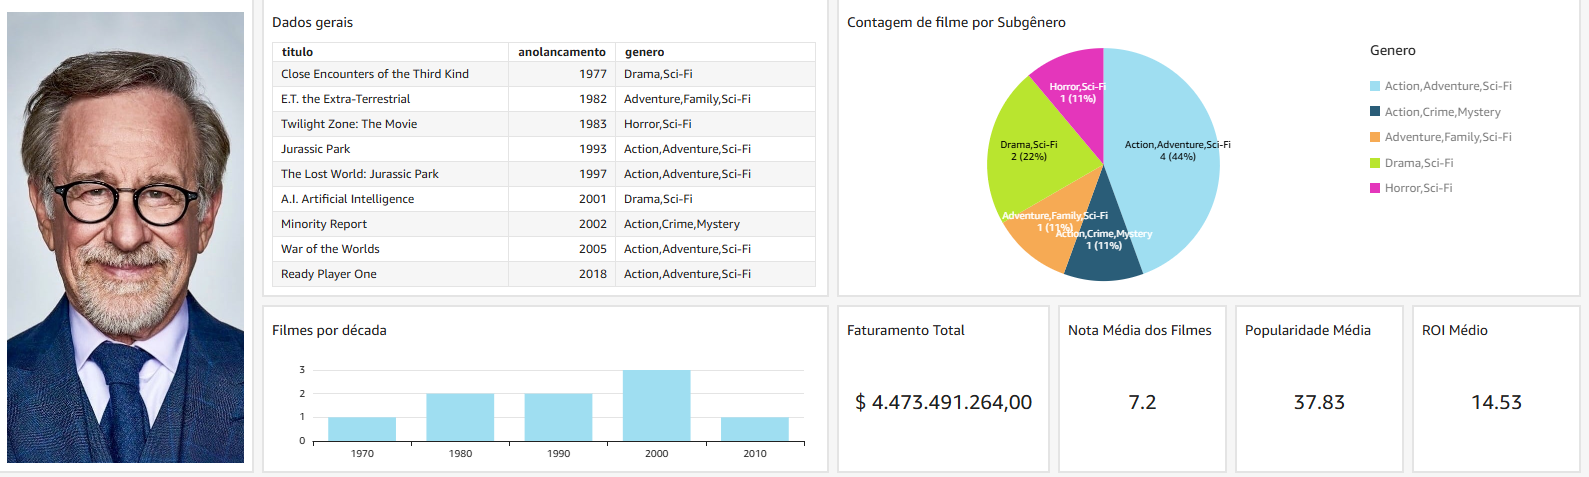 Dados gerais
titulo anolancamento genero
Close Encounters of the Third Kind 1977 Drama,Sci-Fi
E.T. the Extra-Terrestrial 1982 Adventure,Family,Sci-Fi
Twilight Zone: The Movie 1983 Horror,Sci-Fi
Jurassic Park 1993 Action,Adventure,Sci-Fi
The Lost World: Jurassic Park 1997 Action,Adventure,Sci-Fi
A.I. Artificial Intelligence 2001 Drama,Sci-Fi
Minority Report 2002 Action,Crime,Mystery
War of the Worlds 2005 Action,Adventure,Sci-Fi
Ready Player One 2018 Action,Adventure,Sci-Fi
Contagem de filme por Subgênero
Horror,Sci-Fi
1 (11%)
Drama,Sci-Fi
2 (22%)
Action,Adventure,Sci-Fi
4 (44%)
Adventure,Family,Sci-Fi
1 (11%)
Action,Crime,Mystery
1 (11%)
Genero
Action,Adventure,Sci-Fi
Action,Crime,Mystery
Adventure,Family,Sci-Fi
Drama,Sci-Fi
Horror,Sci-Fi
Filmes por década
3
2
1
0
1970 1980 1990 2000 2010
Faturamento Total
$ 4.473.491.264,00
Nota Média dos Filmes
7.2
Popularidade Média
37.83
ROI Médio
14.53